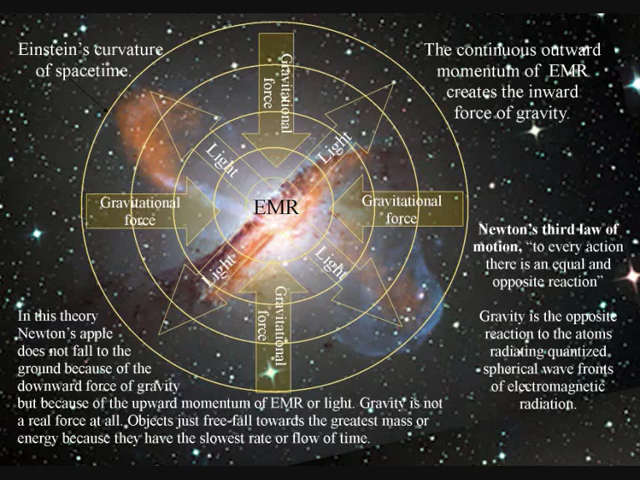 Einstein's curvature
of spacetime.
The continuous outward
momentum of EMR
creates the inward
force of gravity.
Gravitational
force
Light
Light
Gravitational
force
EMR
Gravitational
force
Light
Light
Gravitational
force
Newton's third law of
motion, "to every action
there is an equal and
opposite reaction"
Gravity is the opposite
reaction to the atoms
radiating quantized
spherical wave fronts
of electromagnetic
radiation.
In this theory
Newton's apple
does not fall to the
ground because of the
downward force of gravity
but because of the upward momentum of EMR or light. Gravity is not
a real force at all. Objects just free-fall towards the greatest mass or
energy because they have the slowest rate or flow of time.